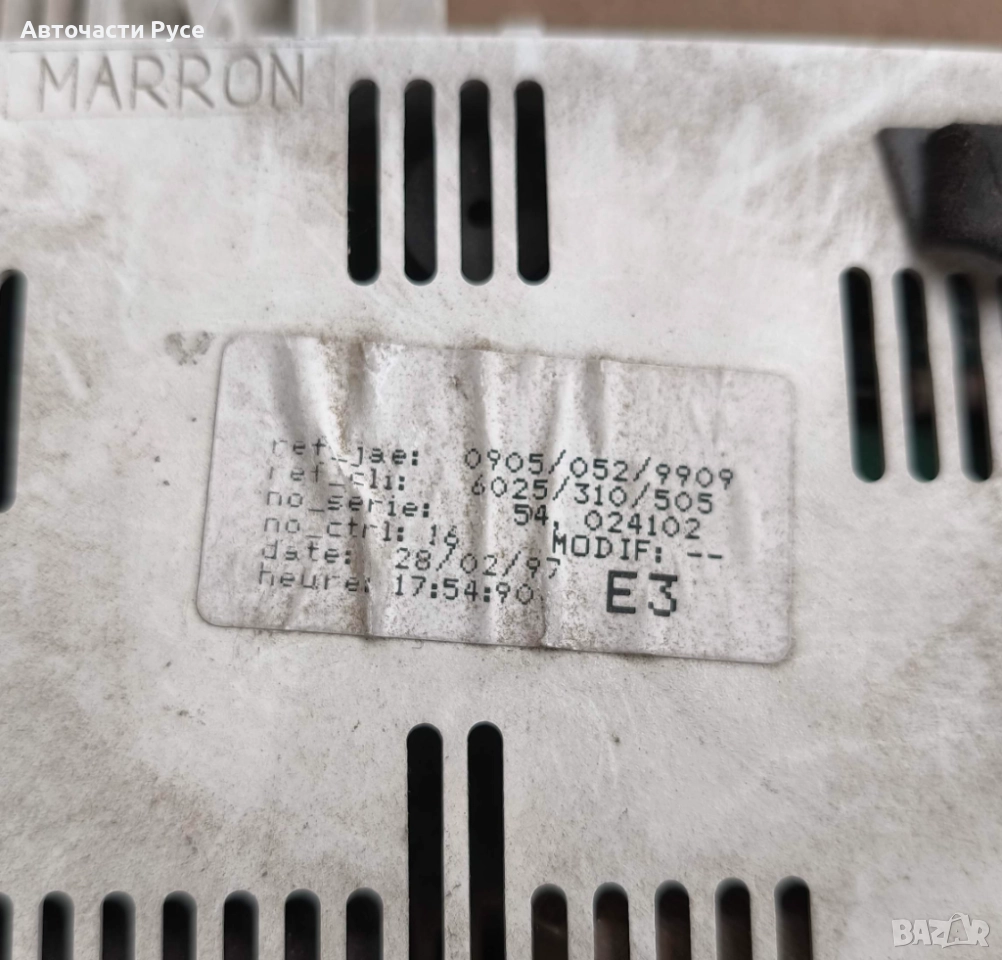 Авточасти Русе
MARRON
ref_jae: 0905/052/9909
ref_cli: 6025/310/505
no_serie: 54, 024102
no_ctrl: 16 MODIF: --
date: 28/02/97
heure: 17:54:90 E3
BAZAR